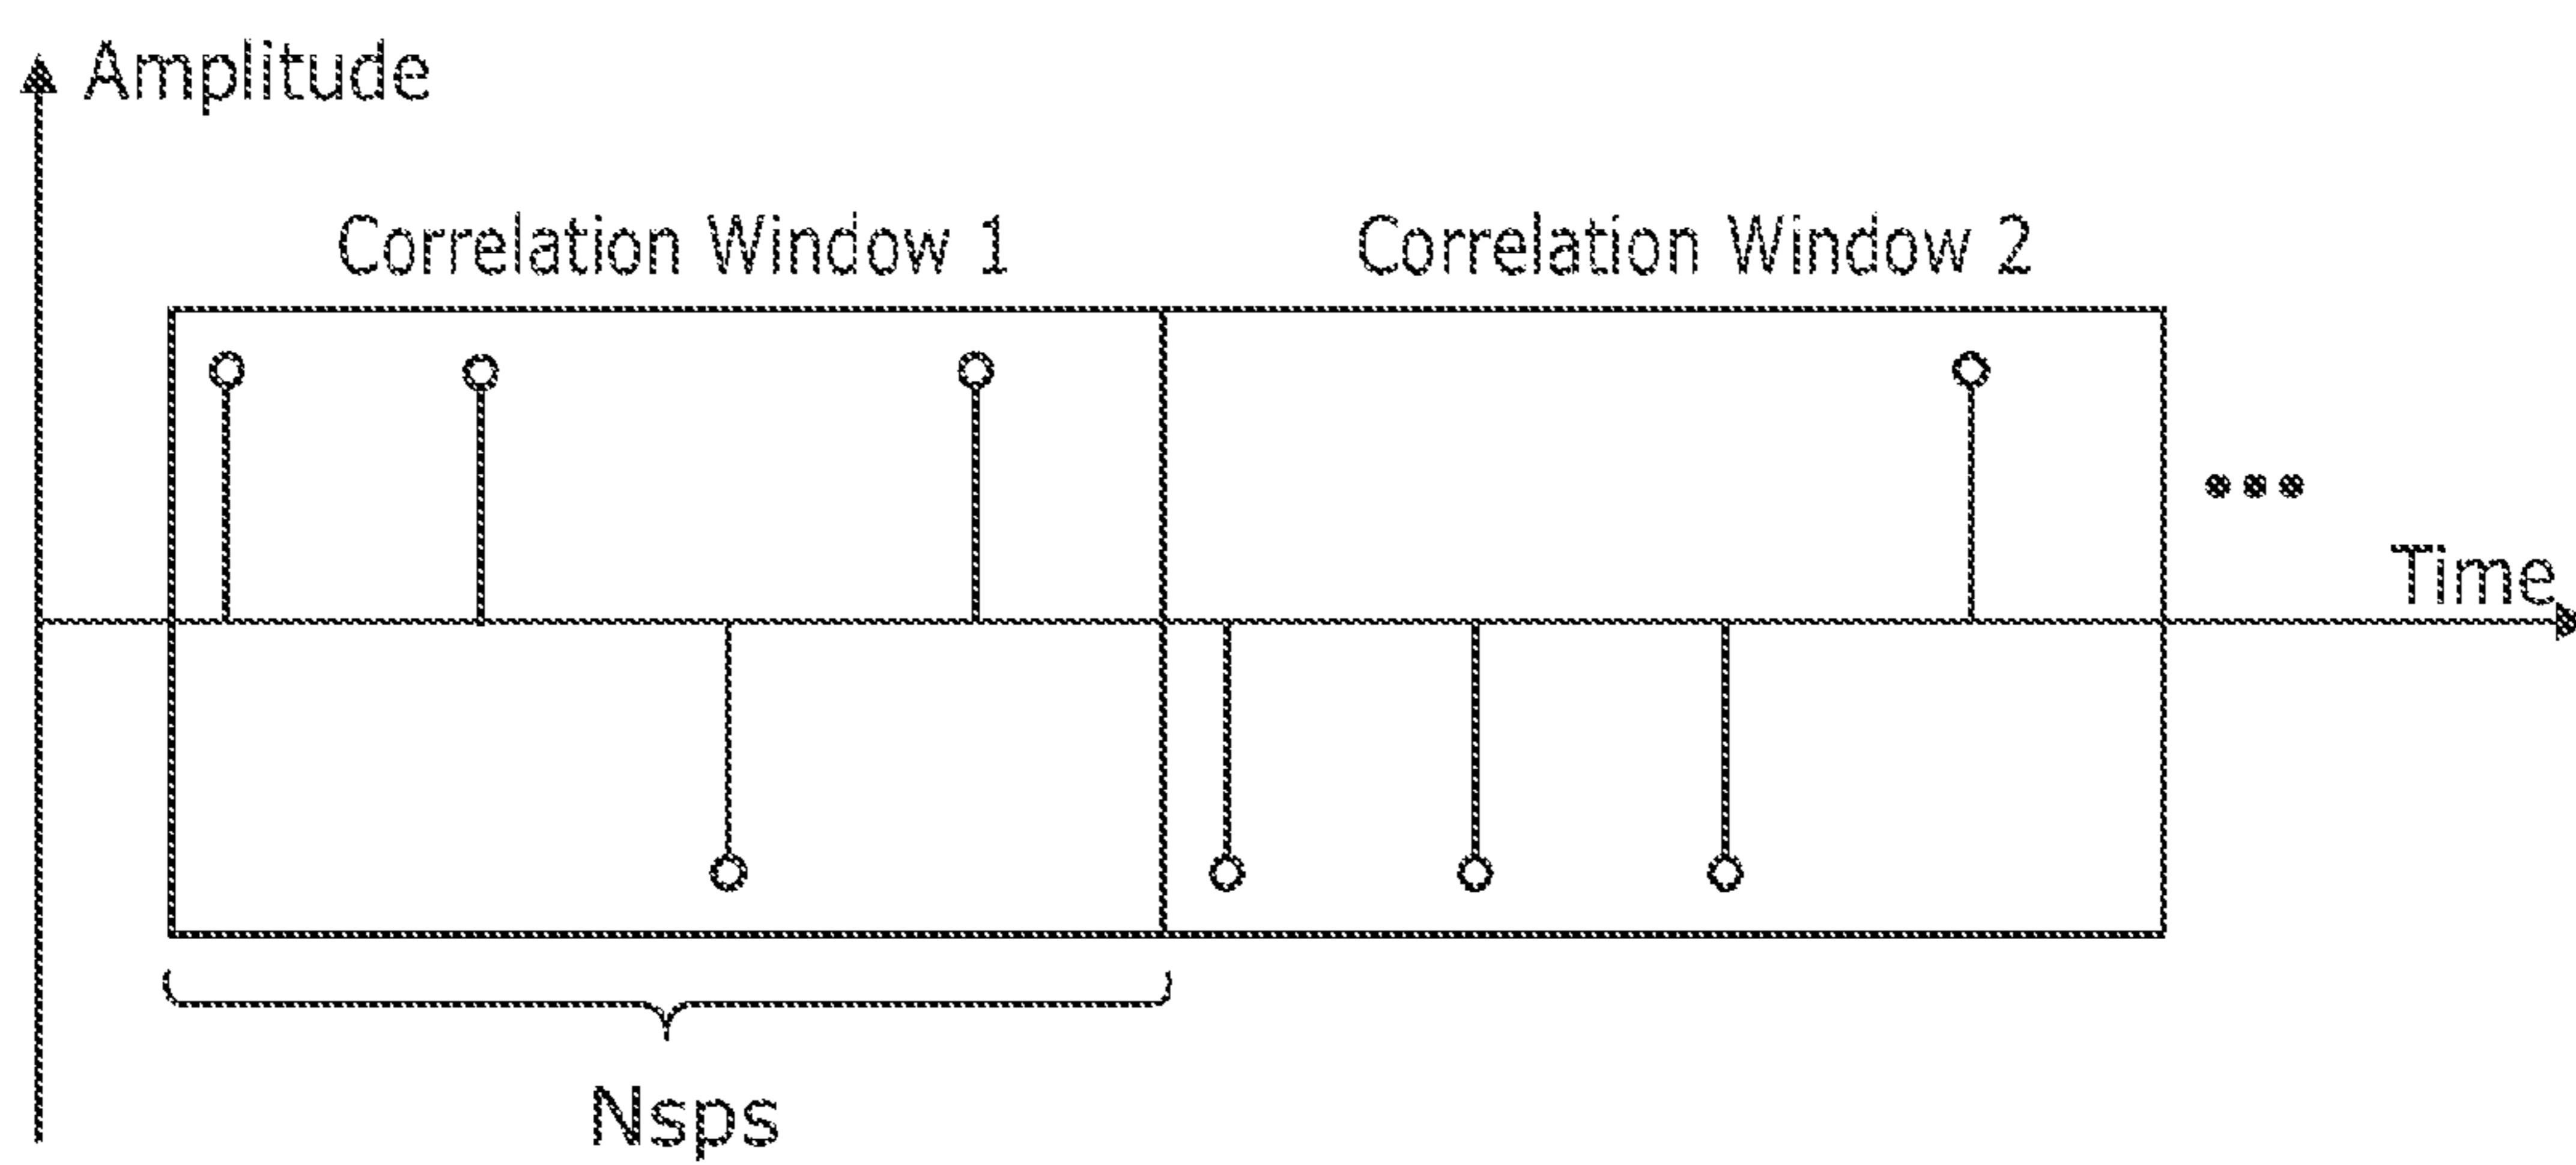 Amplitude
Correlation Window 1
Correlation Window 2
Time
Nsps